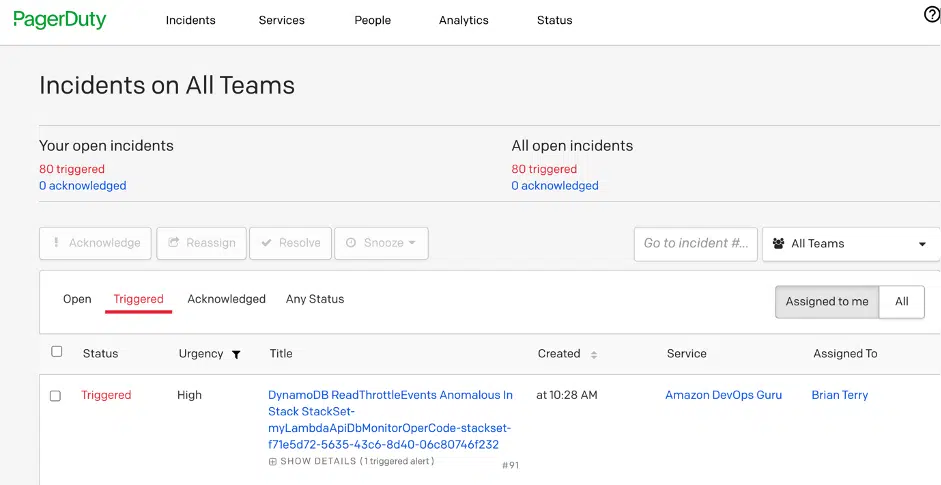 PagerDuty Incidents Services People Analytics Status
Incidents on All Teams
Your open incidents
80 triggered
0 acknowledged
All open incidents
80 triggered
0 acknowledged
Acknowledge Reassign Resolve Snooze Go to incident #... All Teams
Open Triggered Acknowledged Any Status Assigned to me All
Status Urgency Title Created Service Assigned To
Triggered High DynamoDB ReadThrottleEvents Anomalous In at 10:28 AM Amazon DevOps Guru Brian Terry
Stack StackSet-
myLambdaApiDbMonitorOperCode-stackset-
f71e5d72-5635-43c6-8d40-06c80746f232
SHOW DETAILS (1 triggered alert)
#91